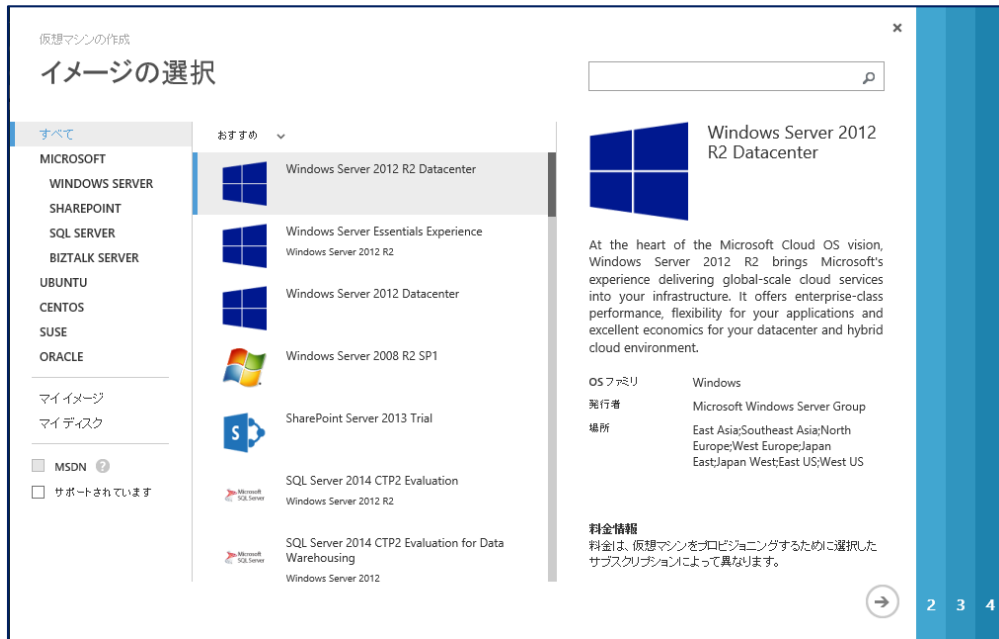 仮想マシンの作成
イメージの選択
すべて
MICROSOFT
WINDOWS SERVER
SHAREPOINT
SQL SERVER
BIZTALK SERVER
UBUNTU
CENTOS
SUSE
ORACLE
マイ イメージ
マイ ディスク
MSDN
サポートされています
おすすめ
Windows Server 2012 R2 Datacenter
Windows Server Essentials Experience
Windows Server 2012 R2
Windows Server 2012 Datacenter
Windows Server 2008 R2 SP1
SharePoint Server 2013 Trial
Microsoft
SQL Server
SQL Server 2014 CTP2 Evaluation
Windows Server 2012 R2
Microsoft
SQL Server
SQL Server 2014 CTP2 Evaluation for Data
Warehousing
Windows Server 2012
Windows Server 2012
R2 Datacenter
At the heart of the Microsoft Cloud OS vision,
Windows Server 2012 R2 brings Microsoft's
experience delivering global-scale cloud services
into your infrastructure. It offers enterprise-class
performance, flexibility for your applications and
excellent economics for your datacenter and hybrid
cloud environment.
OS ファミリ Windows
発行者 Microsoft Windows Server Group
場所 East Asia;Southeast Asia;North
Europe;West Europe;Japan
East;Japan West;East US;West US
料金情報
料金は、仮想マシンをプロビジョニングするために選択した
サブスクリプションによって異なります。
2 3 4